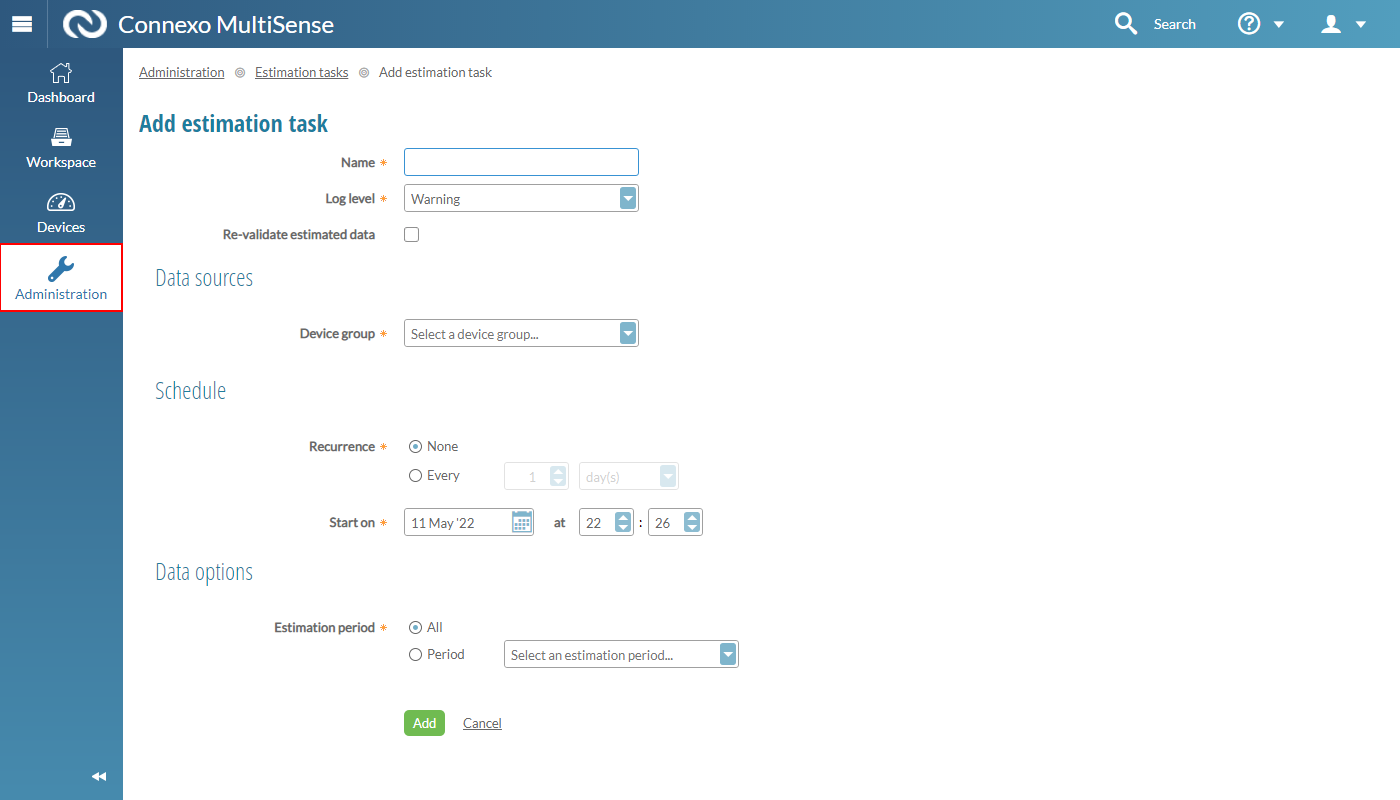 Connexo MultiSense
Search
Dashboard
Workspace
Devices
Administration
Administration Estimation tasks Add estimation task
Add estimation task
Name *
Log level * Warning
Re-validate estimated data
Data sources
Device group * Select a device group...
Schedule
Recurrence * None
Every 1 day(s)
Start on * 11 May '22 at 22 : 26
Data options
Estimation period * All
Period Select an estimation period...
Add Cancel